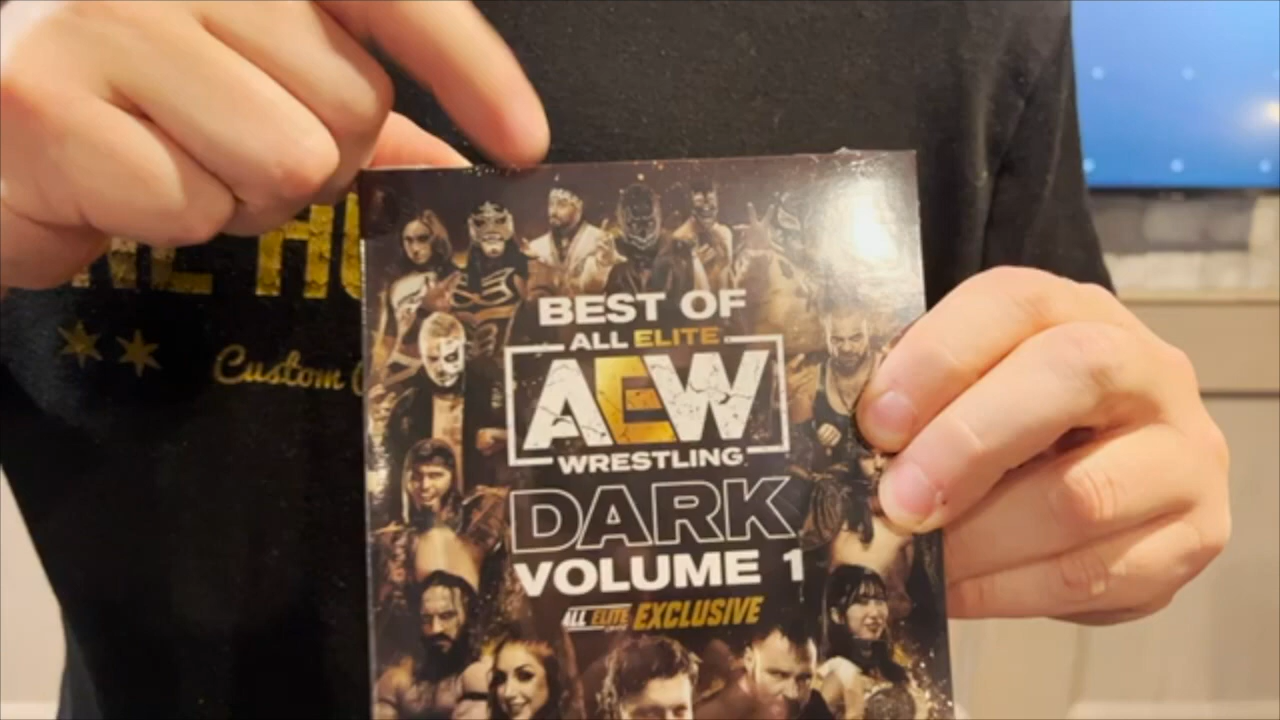 BEST OF
ALL ELITE
AEW
WRESTLING
DARK
VOLUME 1
ALL ELITE EXCLUSIVE
Custom